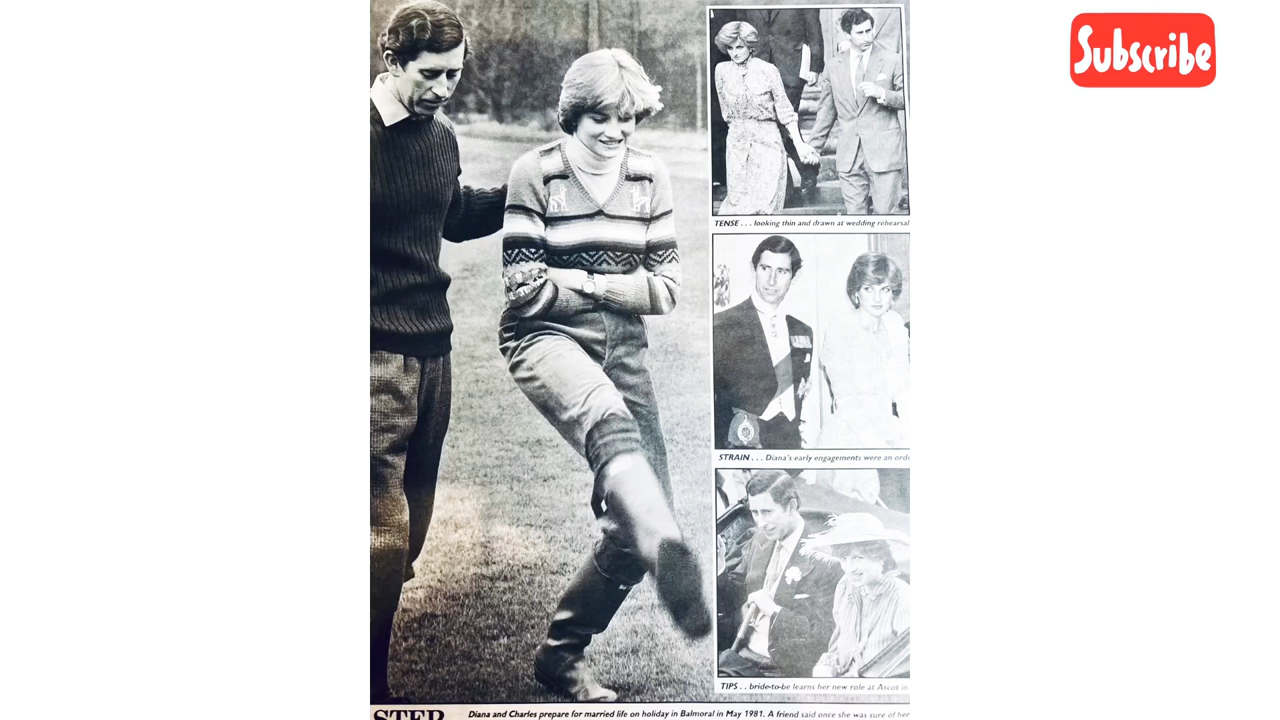 Subscribe
TENSE . . . looking thin and drawn at wedding rehearsal
STRAIN . . . Diana's early engagements were an
TIPS . . bride-to-be learns her new role at Ascot in
STEP
Diana and Charles prepare for married life on holiday in Balmoral in May 1981. A friend said once she was sure of her